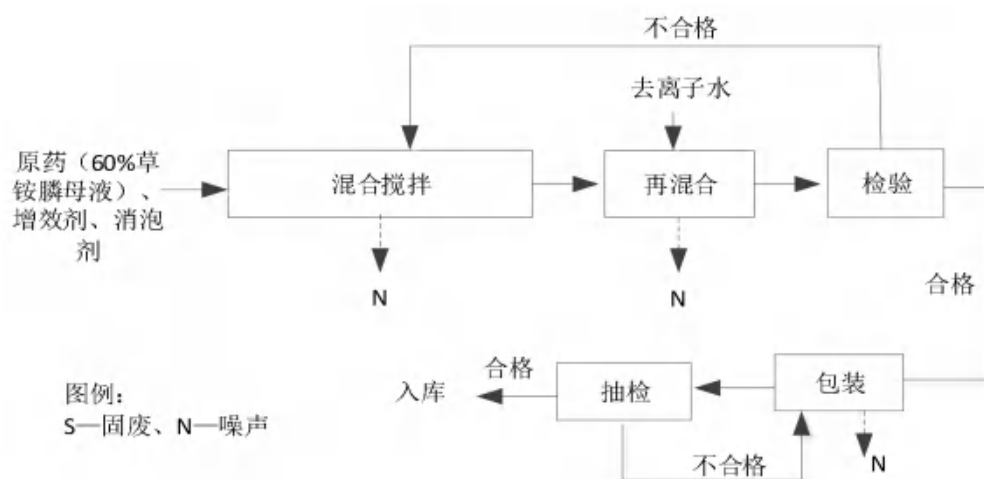 不合格
去离子水
原药（60%草
铵膦母液）、
增效剂、消泡
剂
混合搅拌
再混合
检验
N
N
合格
图例：
S—固废、N—噪声
入库
合格
抽检
包装
不合格
N